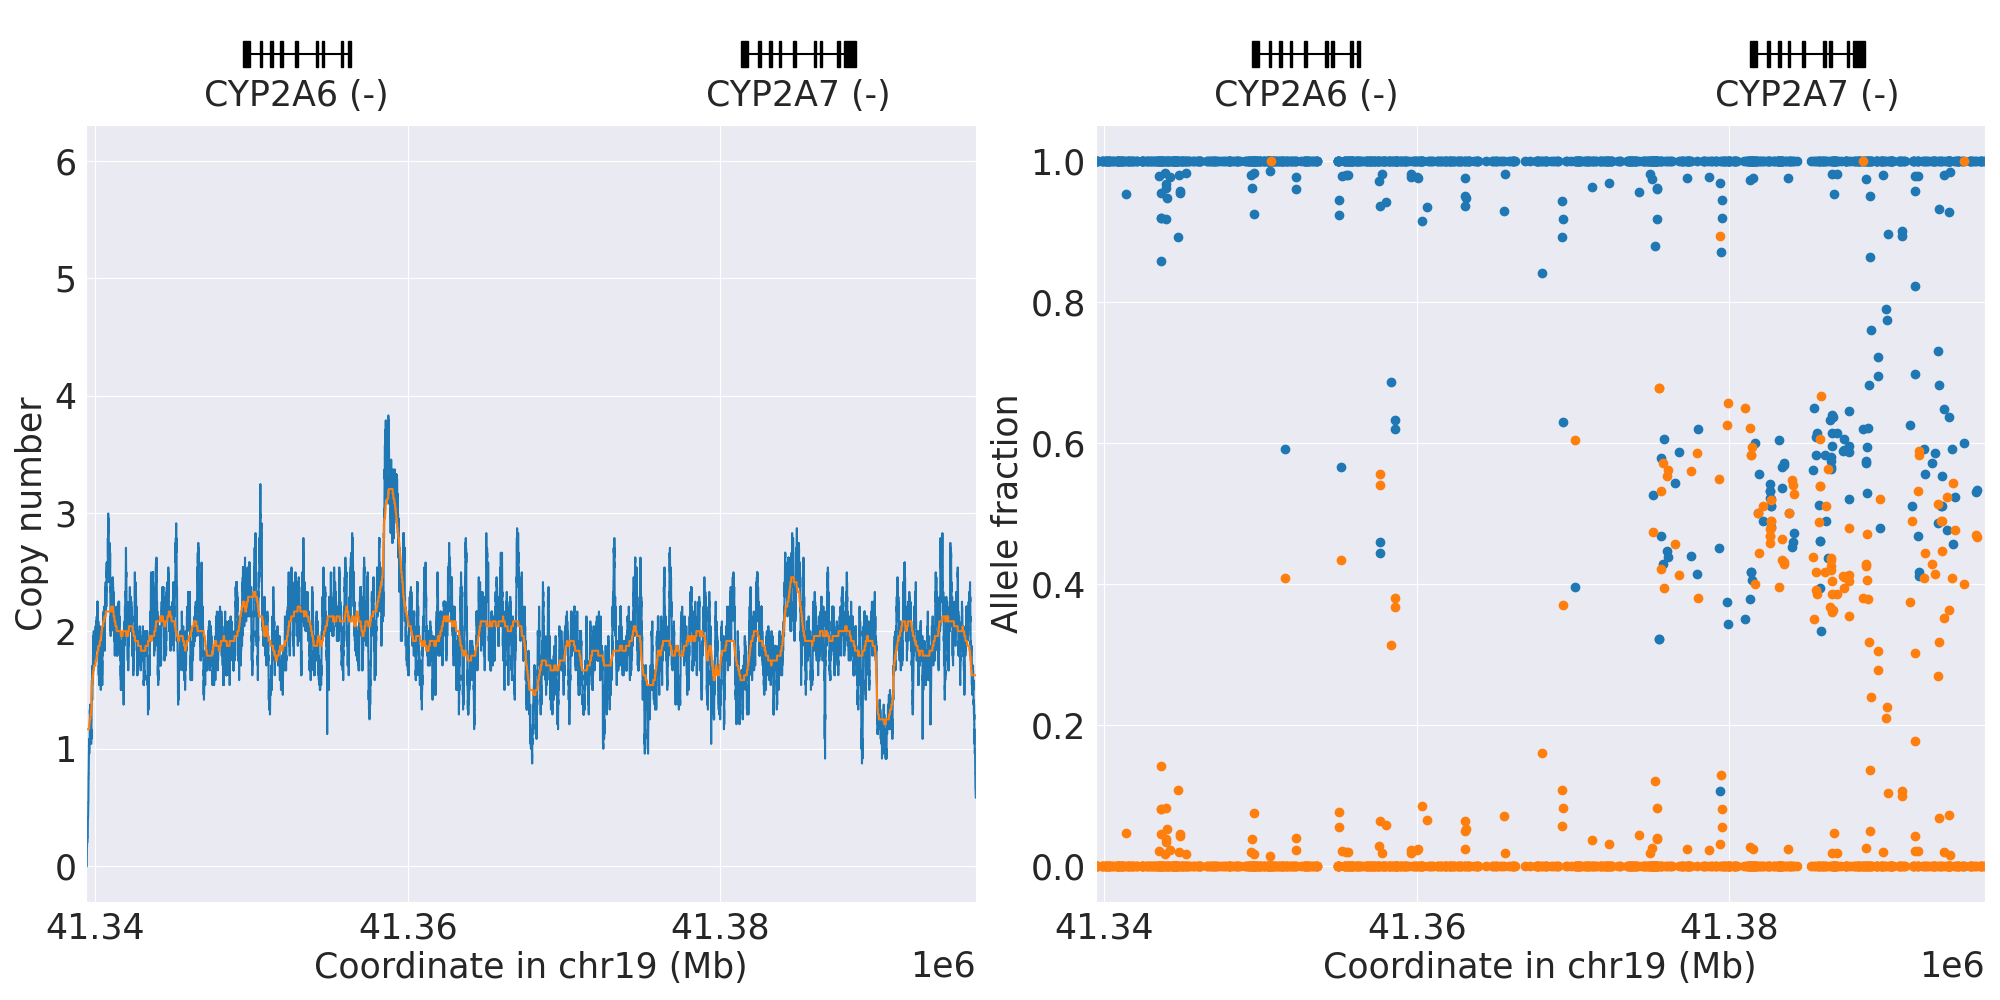 CYP2A6 (-)
CYP2A7 (-)
6
5
4
3
2
1
0
Copy number
41.34
41.36
41.38
Coordinate in chr19 (Mb)
1e6
CYP2A6 (-)
CYP2A7 (-)
1.0
0.8
0.6
0.4
0.2
0.0
Allele fraction
41.34
41.36
41.38
Coordinate in chr19 (Mb)
1e6